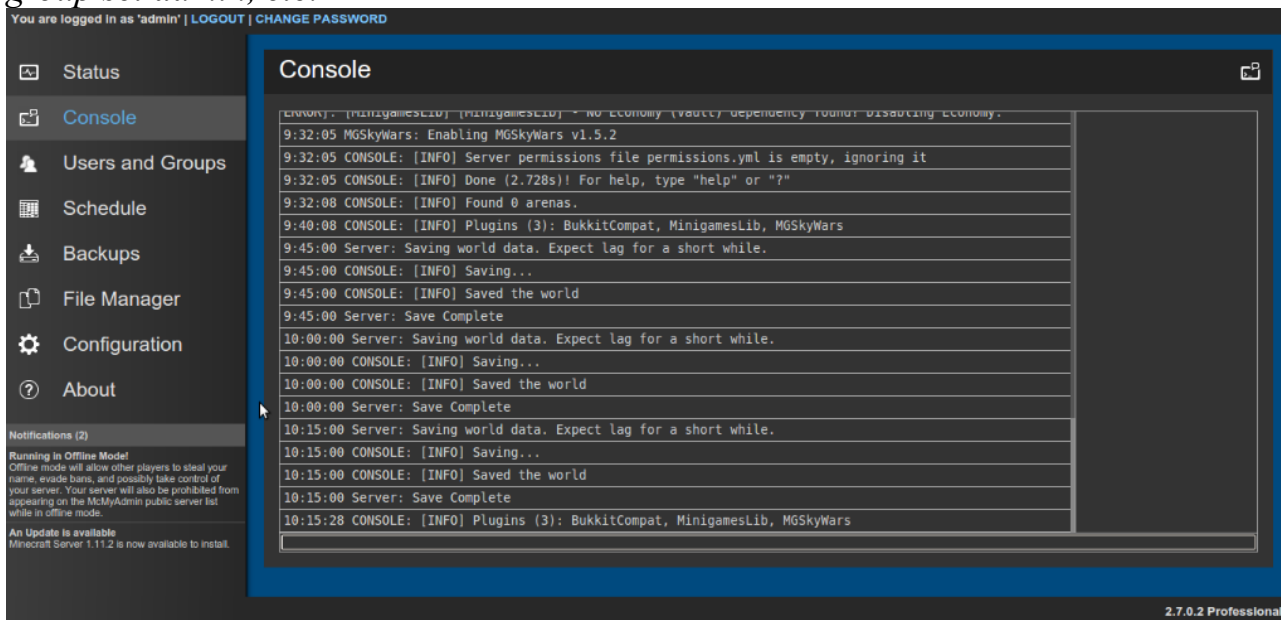 You are logged in as 'admin' | LOGOUT | CHANGE PASSWORD
Status
Console
Users and Groups
Schedule
Backups
File Manager
Configuration
About
Notifications (2)
Running in Offline Mode!
Offline mode will allow other players to steal your
name, evade bans, and possibly take control of
your server. Your server will also be prohibited from
appearing on the McMyAdmin public server list
while in offline mode.
An Update is available
Minecraft Server 1.11.2 is now available to install.
Console
ERROR]: [MinigamesLib] [MinigamesLib] - No Economy (Vault) dependency found! Disabling Economy.
9:32:05 MGSkyWars: Enabling MGSkyWars v1.5.2
9:32:05 CONSOLE: [INFO] Server permissions file permissions.yml is empty, ignoring it
9:32:05 CONSOLE: [INFO] Done (2.728s)! For help, type "help" or "?"
9:32:08 CONSOLE: [INFO] Found 0 arenas.
9:40:08 CONSOLE: [INFO] Plugins (3): BukkitCompat, MinigamesLib, MGSkyWars
9:45:00 Server: Saving world data. Expect lag for a short while.
9:45:00 CONSOLE: [INFO] Saving...
9:45:00 CONSOLE: [INFO] Saved the world
9:45:00 Server: Save Complete
10:00:00 Server: Saving world data. Expect lag for a short while.
10:00:00 CONSOLE: [INFO] Saving...
10:00:00 CONSOLE: [INFO] Saved the world
10:00:00 Server: Save Complete
10:15:00 Server: Saving world data. Expect lag for a short while.
10:15:00 CONSOLE: [INFO] Saving...
10:15:00 CONSOLE: [INFO] Saved the world
10:15:00 Server: Save Complete
10:15:28 CONSOLE: [INFO] Plugins (3): BukkitCompat, MinigamesLib, MGSkyWars
2.7.0.2 Professional